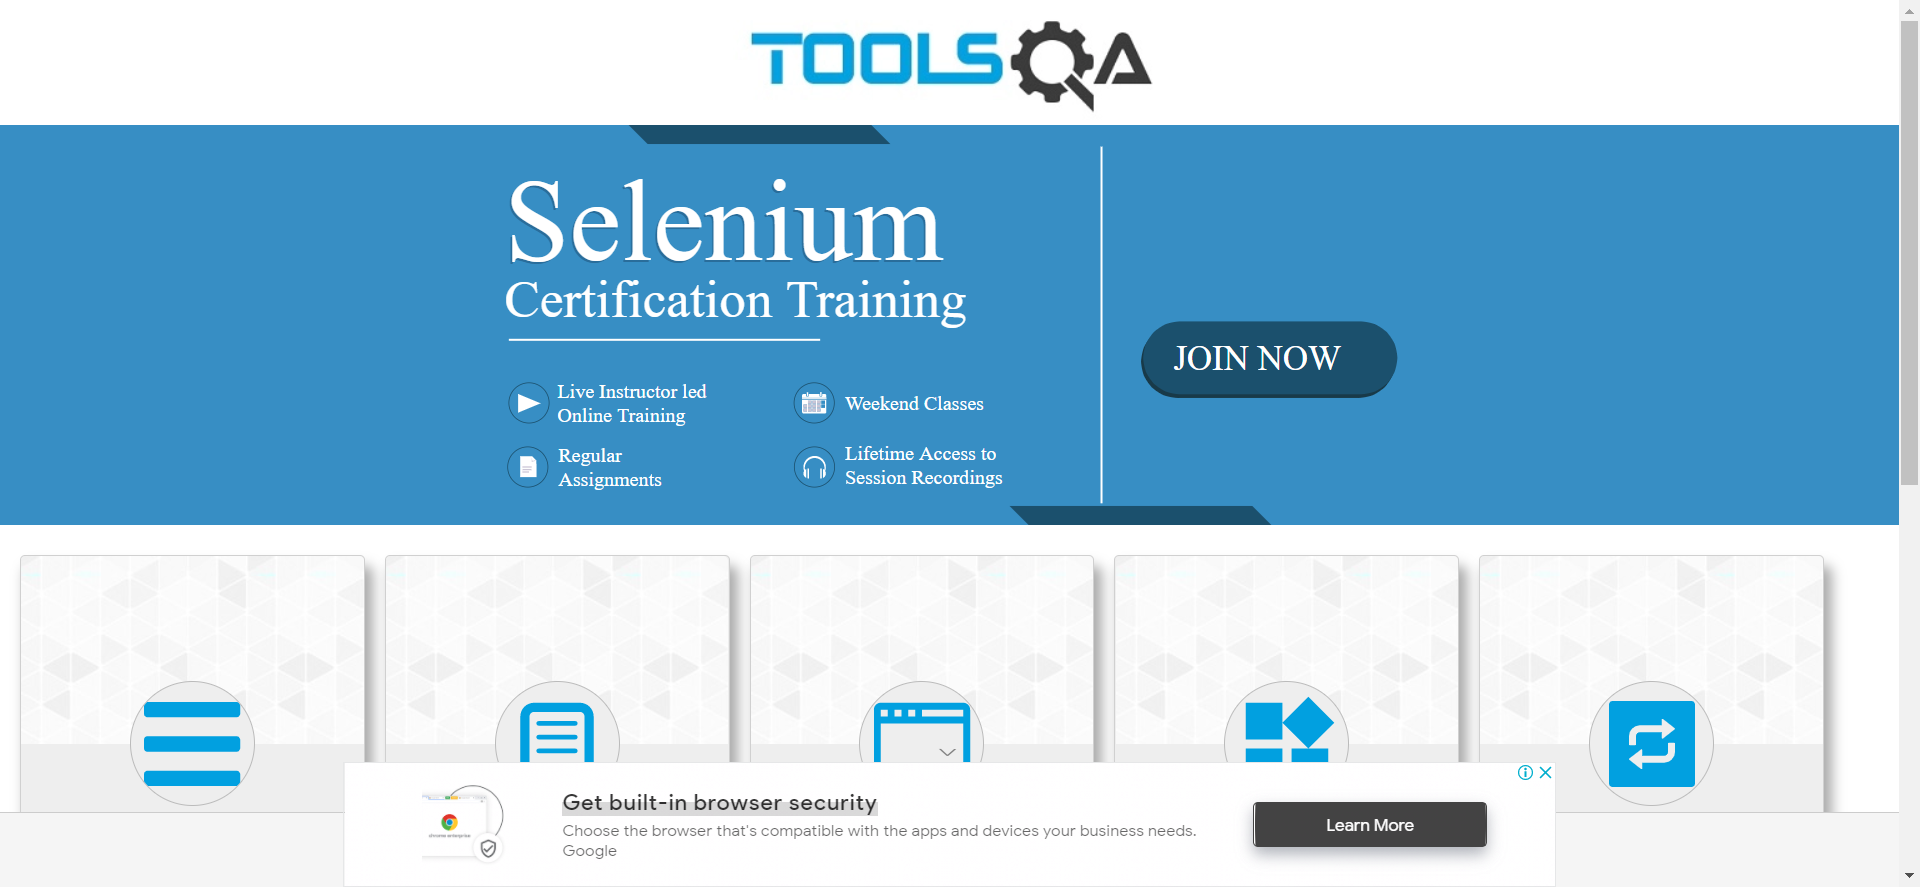 TOOLSQA
Selenium
Certification Training
JOIN NOW
Live Instructor led
Online Training
Weekend Classes
Regular
Assignments
Lifetime Access to
Session Recordings
Get built-in browser security
Choose the browser that's compatible with the apps and devices your business needs.
Google
Learn More
chrome enterprise